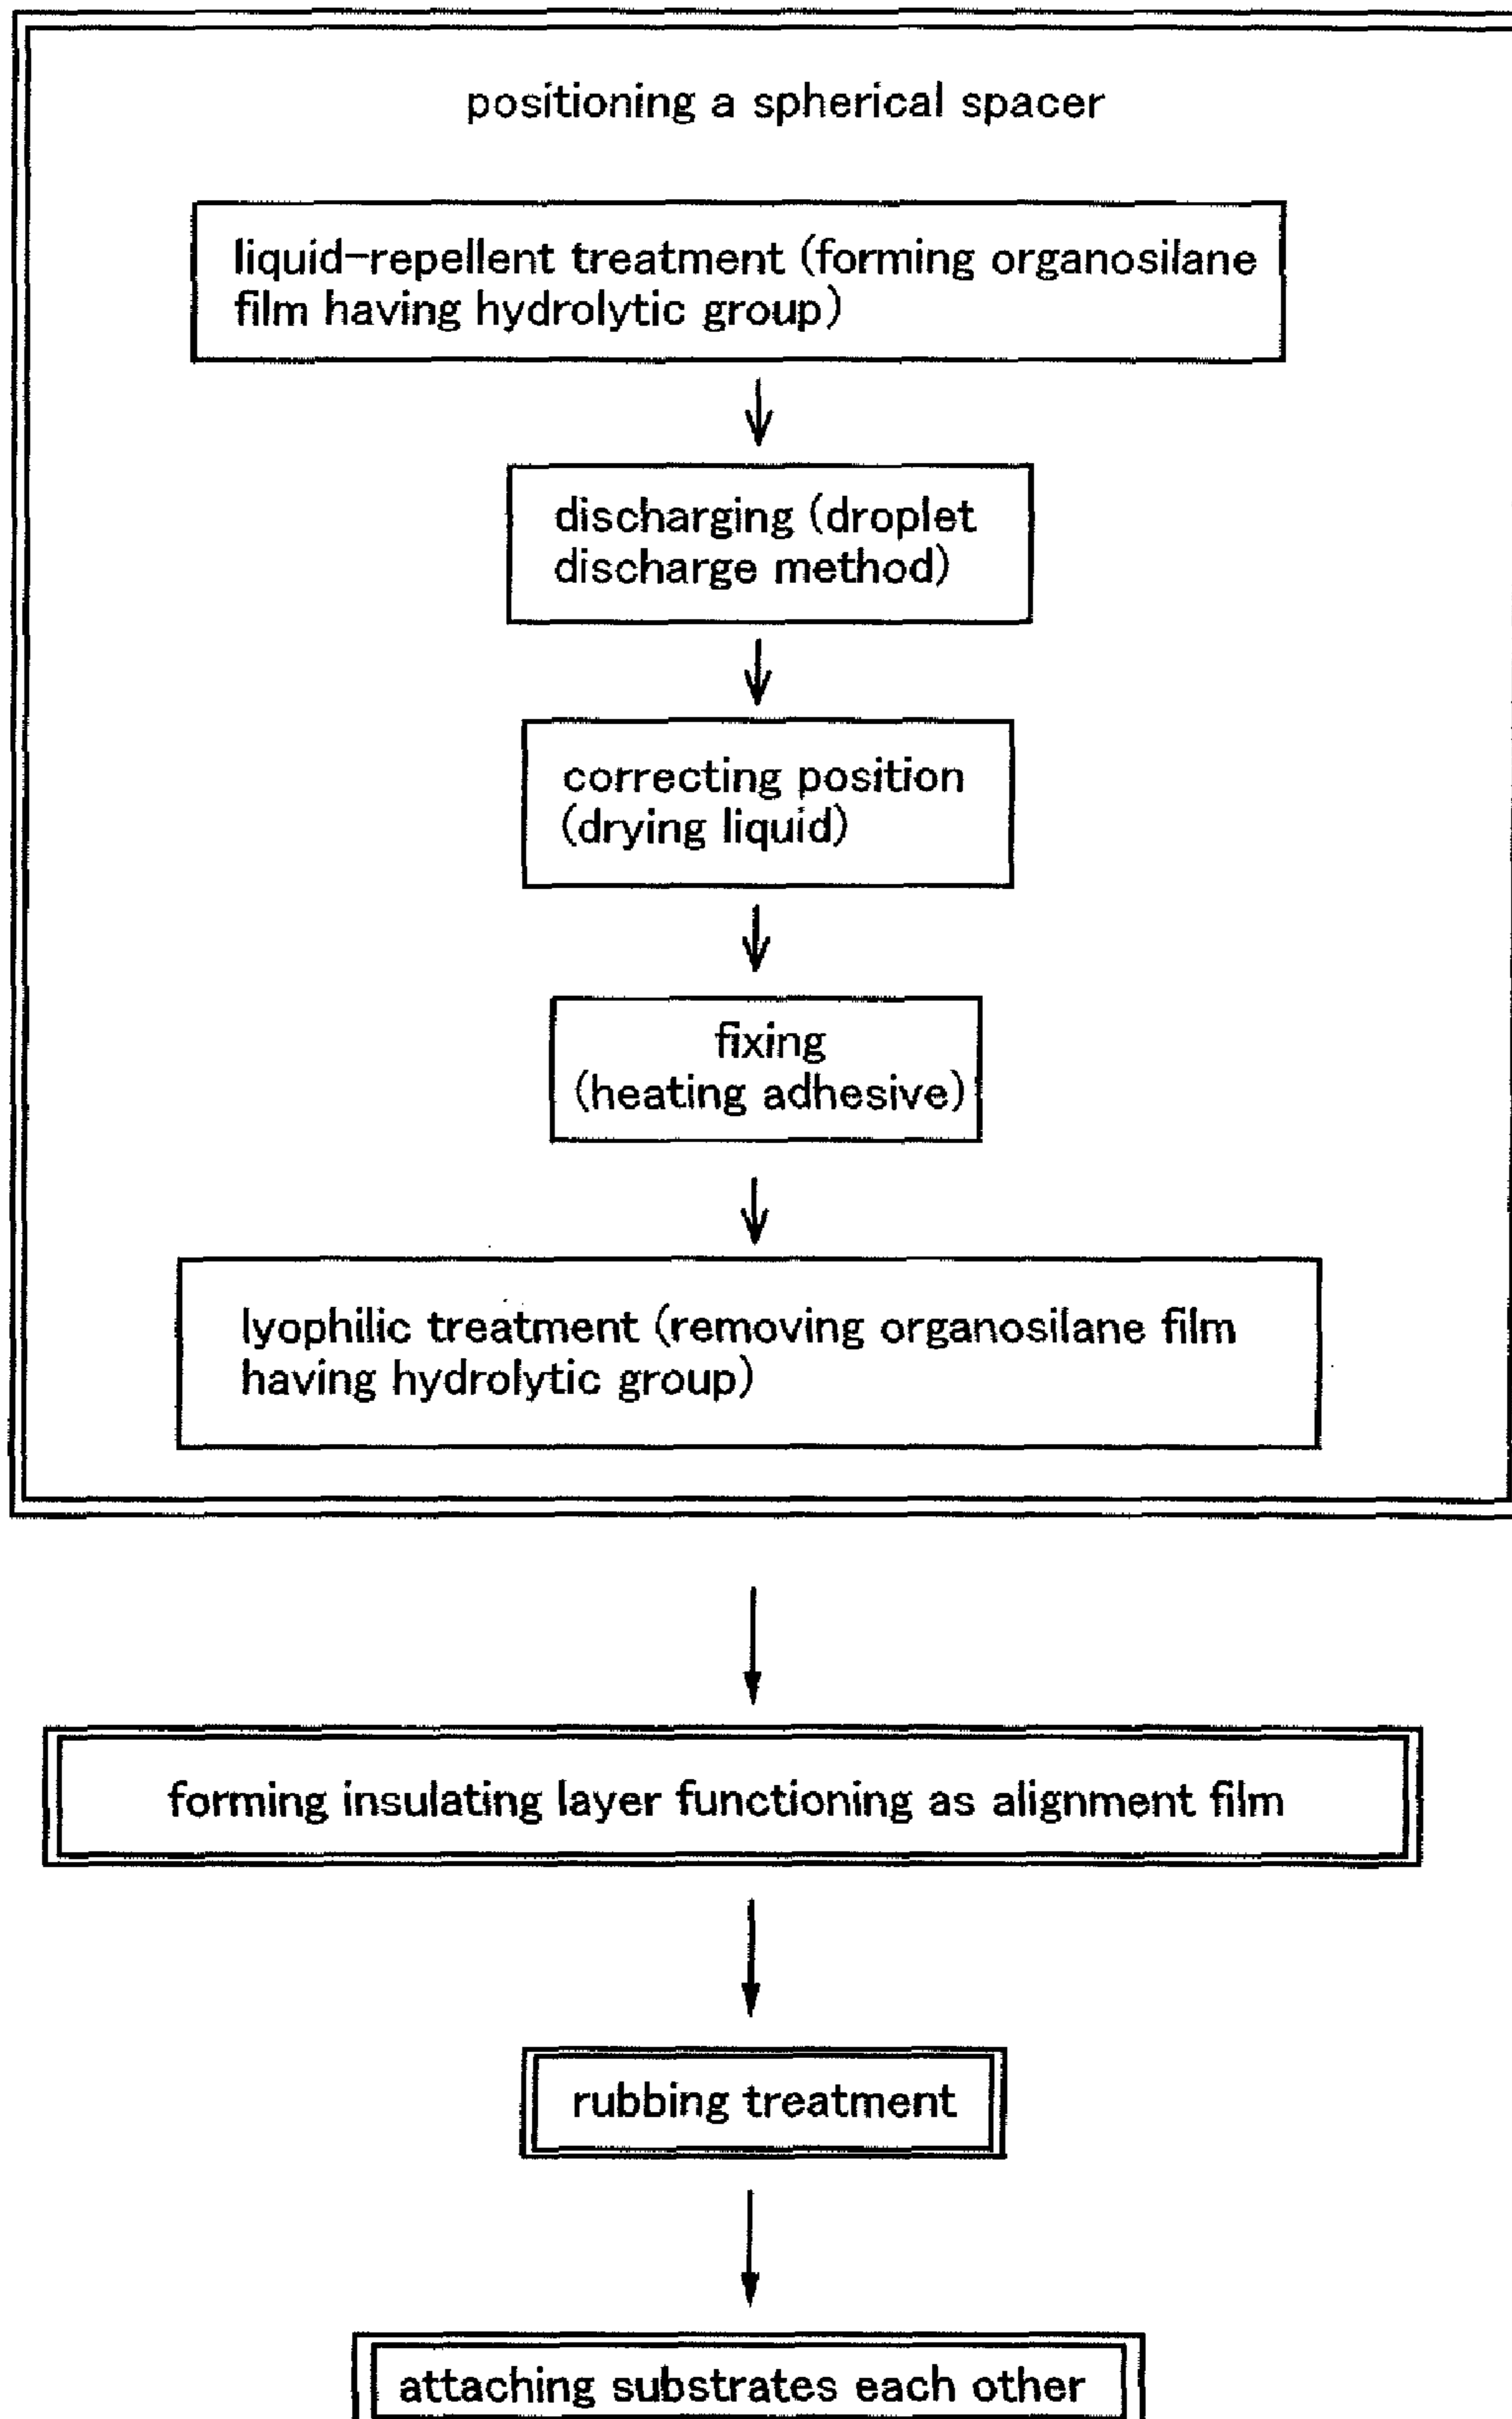 positioning a spherical spacer
liquid-repellent treatment (forming organosilane
film having hydrolytic group)
discharging (droplet
discharge method)
correcting position
(drying liquid)
fixing
(heating adhesive)
lyophilic treatment (removing organosilane film
having hydrolytic group)
forming insulating layer functioning as alignment film
rubbing treatment
attaching substrates each other